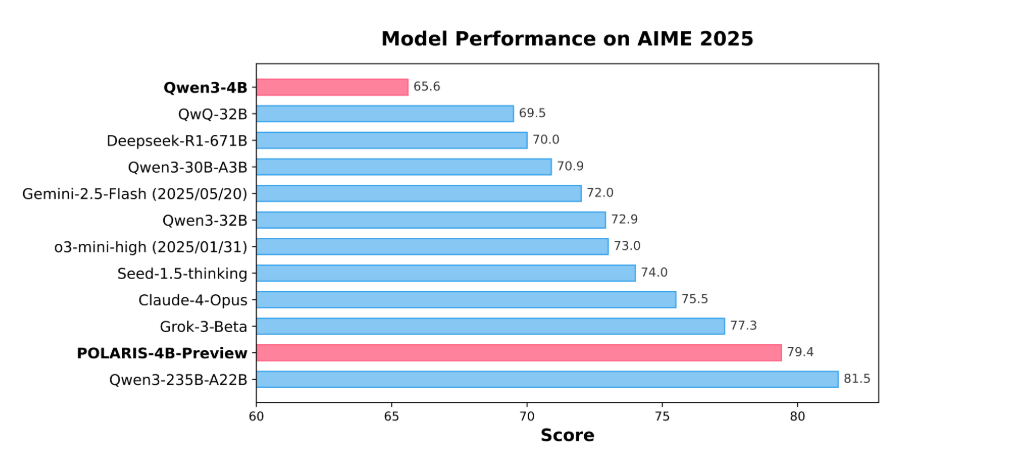 Model Performance on AIME 2025
Qwen3-4B 65.6
QwQ-32B 69.5
Deepseek-R1-671B 70.0
Qwen3-30B-A3B 70.9
Gemini-2.5-Flash (2025/05/20) 72.0
Qwen3-32B 72.9
o3-mini-high (2025/01/31) 73.0
Seed-1.5-thinking 74.0
Claude-4-Opus 75.5
Grok-3-Beta 77.3
POLARIS-4B-Preview 79.4
Qwen3-235B-A22B 81.5
60 65 70 75 80
Score